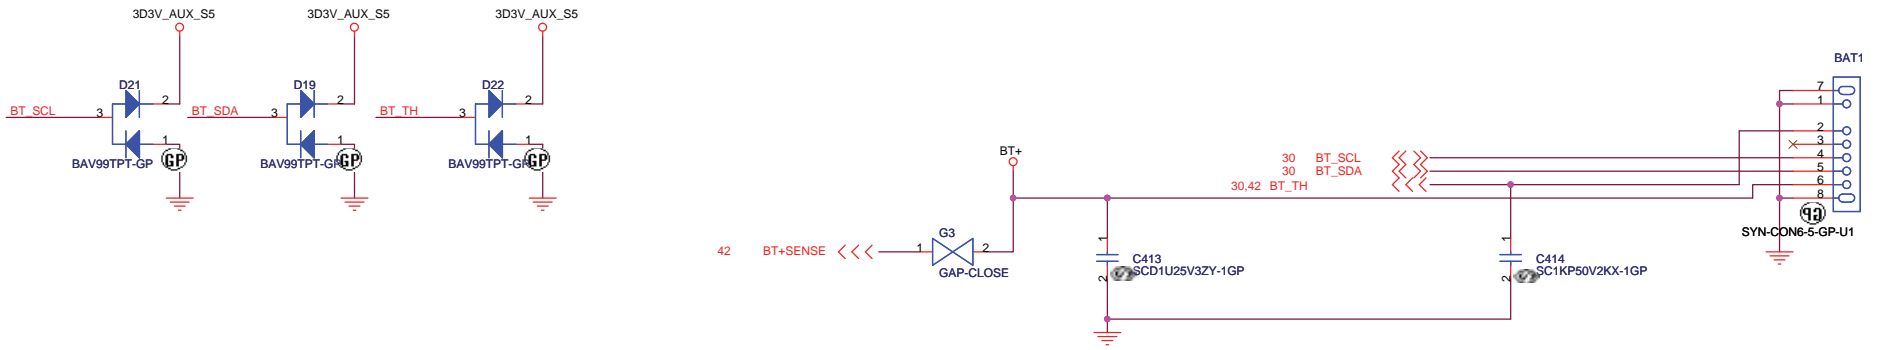 3D3V_AUX_S5 3D3V_AUX_S5 3D3V_AUX_S5
D21 D19 D22
BT_SCL 3 2 BT_SDA 3 2 BT_TH 3 2
1 1 1
BAV99TPT-GP GP BAV99TPT-GP GP BAV99TPT-GP GP
BAT1
7
1
2
3
30 BT_SCL 4
30 BT_SDA 5
30,42 BT_TH 6
8
GP
SYN-CON6-5-GP-U1
BT+
G3
42 BT+SENSE 1 2
GAP-CLOSE
1 C413
2 SCD1U25V3ZY-1GP
1 C414
2 SC1KP50V2KX-1GP